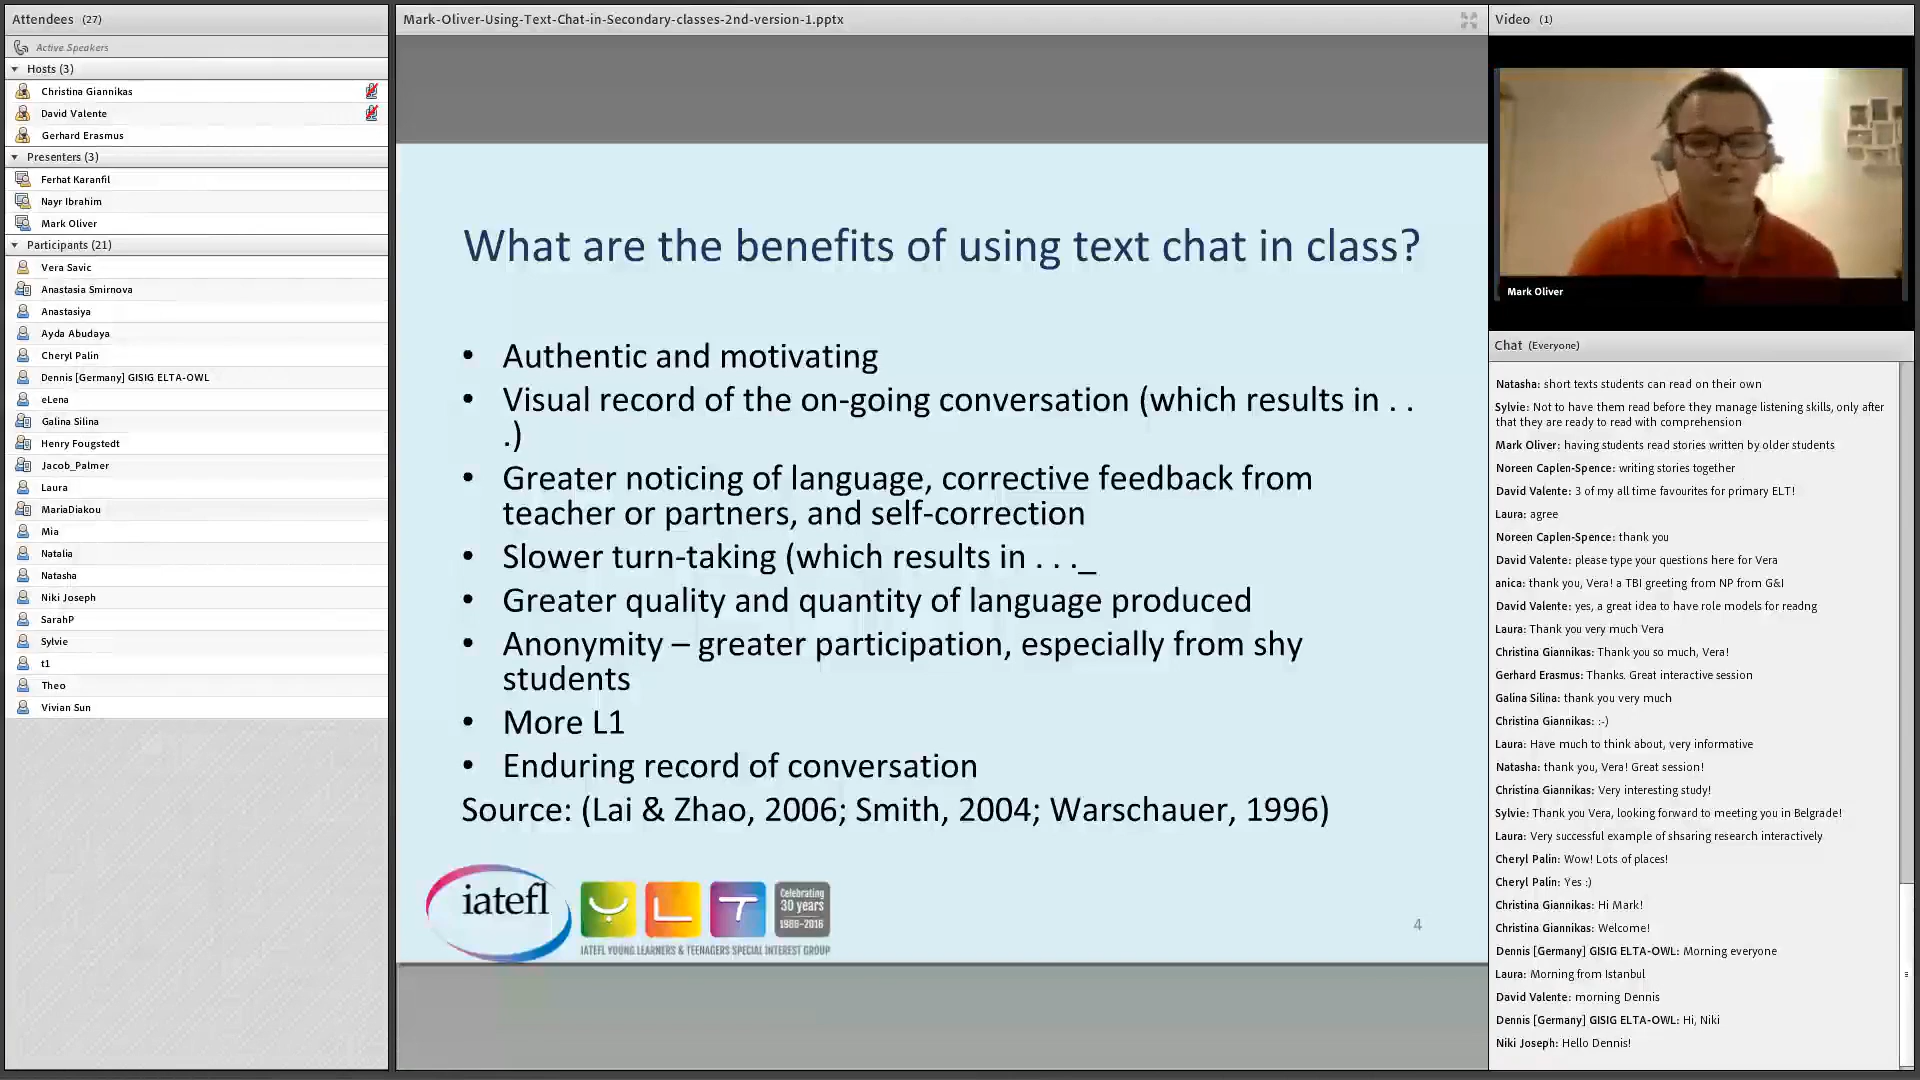 Attendees (27)
Active Speakers
Hosts (3)
Christina Giannikas
David Valente
Gerhard Erasmus
Presenters (3)
Ferhat Karanfil
Nayr Ibrahim
Mark Oliver
Participants (21)
Vera Savic
Anastasia Smirnova
Anastasiya
Ayda Abudaya
Cheryl Palin
Dennis [Germany] GISIG ELTA-OWL
eLena
Galina Silina
Henry Fougstedt
Jacob_Palmer
Laura
MariaDiakou
Mia
Natalia
Natasha
Niki Joseph
SarahP
Sylvie
t1
Theo
Vivian Sun
Mark-Oliver-Using-Text-Chat-in-Secondary-classes-2nd-version-1.pptx
What are the benefits of using text chat in class?
• Authentic and motivating
• Visual record of the on-going conversation (which results in . .
.)
• Greater noticing of language, corrective feedback from
teacher or partners, and self-correction
• Slower turn-taking (which results in . . ._
• Greater quality and quantity of language produced
• Anonymity – greater participation, especially from shy
students
• More L1
• Enduring record of conversation
Source: (Lai & Zhao, 2006; Smith, 2004; Warschauer, 1996)
iatefl
Y L T
Celebrating
30 years
1986-2016
IATEFL YOUNG LEARNERS & TEENAGERS SPECIAL INTEREST GROUP
4
Video (1)
Mark Oliver
Chat (Everyone)
Natasha: short texts students can read on their own
Sylvie: Not to have them read before they manage listening skills, only after
that they are ready to read with comprehension
Mark Oliver: having students read stories written by older students
Noreen Caplen-Spence: writing stories together
David Valente: 3 of my all time favourites for primary ELT!
Laura: agree
Noreen Caplen-Spence: thank you
David Valente: please type your questions here for Vera
anica: thank you, Vera! a TBI greeting from NP from G&I
David Valente: yes, a great idea to have role models for readng
Laura: Thank you very much Vera
Christina Giannikas: Thank you so much, Vera!
Gerhard Erasmus: Thanks. Great interactive session
Galina Silina: thank you very much
Christina Giannikas: :-)
Laura: Have much to think about, very informative
Natasha: thank you, Vera! Great session!
Christina Giannikas: Very interesting study!
Sylvie: Thank you Vera, looking forward to meeting you in Belgrade!
Laura: Very successful example of shsaring research interactively
Cheryl Palin: Wow! Lots of places!
Cheryl Palin: Yes :)
Christina Giannikas: Hi Mark!
Christina Giannikas: Welcome!
Dennis [Germany] GISIG ELTA-OWL: Morning everyone
Laura: Morning from Istanbul
David Valente: morning Dennis
Dennis [Germany] GISIG ELTA-OWL: Hi, Niki
Niki Joseph: Hello Dennis!